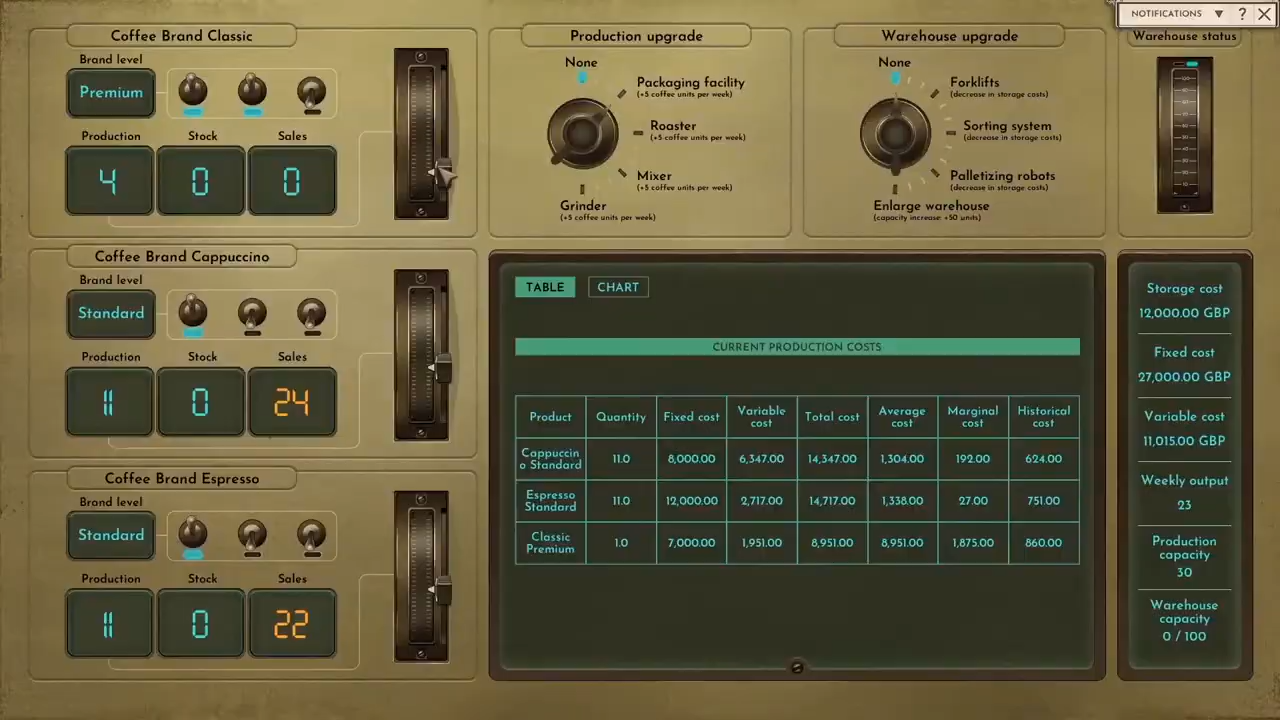 NOTIFICATIONS ▼ ? X
Coffee Brand Classic
Brand level
Premium
Production Stock Sales
4 0 0
Coffee Brand Cappuccino
Brand level
Standard
Production Stock Sales
11 0 24
Coffee Brand Espresso
Brand level
Standard
Production Stock Sales
11 0 22
Production upgrade
None
Packaging facility
(+5 coffee units per week)
Roaster
(+5 coffee units per week)
Mixer
(+5 coffee units per week)
Grinder
(+5 coffee units per week)
Warehouse upgrade
None
Forklifts
(decrease in storage costs)
Sorting system
(decrease in storage costs)
Palletizing robots
(decrease in storage costs)
Enlarge warehouse
(capacity increase +50 units)
Warehouse status
TABLE CHART
CURRENT PRODUCTION COSTS
Product Quantity Fixed cost Variable cost Total cost Average cost Marginal cost Historical cost
Cappuccin
o Standard 11.0 8,000.00 6,347.00 14,347.00 1,304.00 192.00 624.00
Espresso
Standard 11.0 12,000.00 2,717.00 14,717.00 1,338.00 27.00 751.00
Classic
Premium 1.0 7,000.00 1,951.00 8,951.00 8,951.00 1,875.00 860.00
Storage cost
12,000.00 GBP
Fixed cost
27,000.00 GBP
Variable cost
11,015.00 GBP
Weekly output
23
Production
capacity
30
Warehouse
capacity
0 / 100